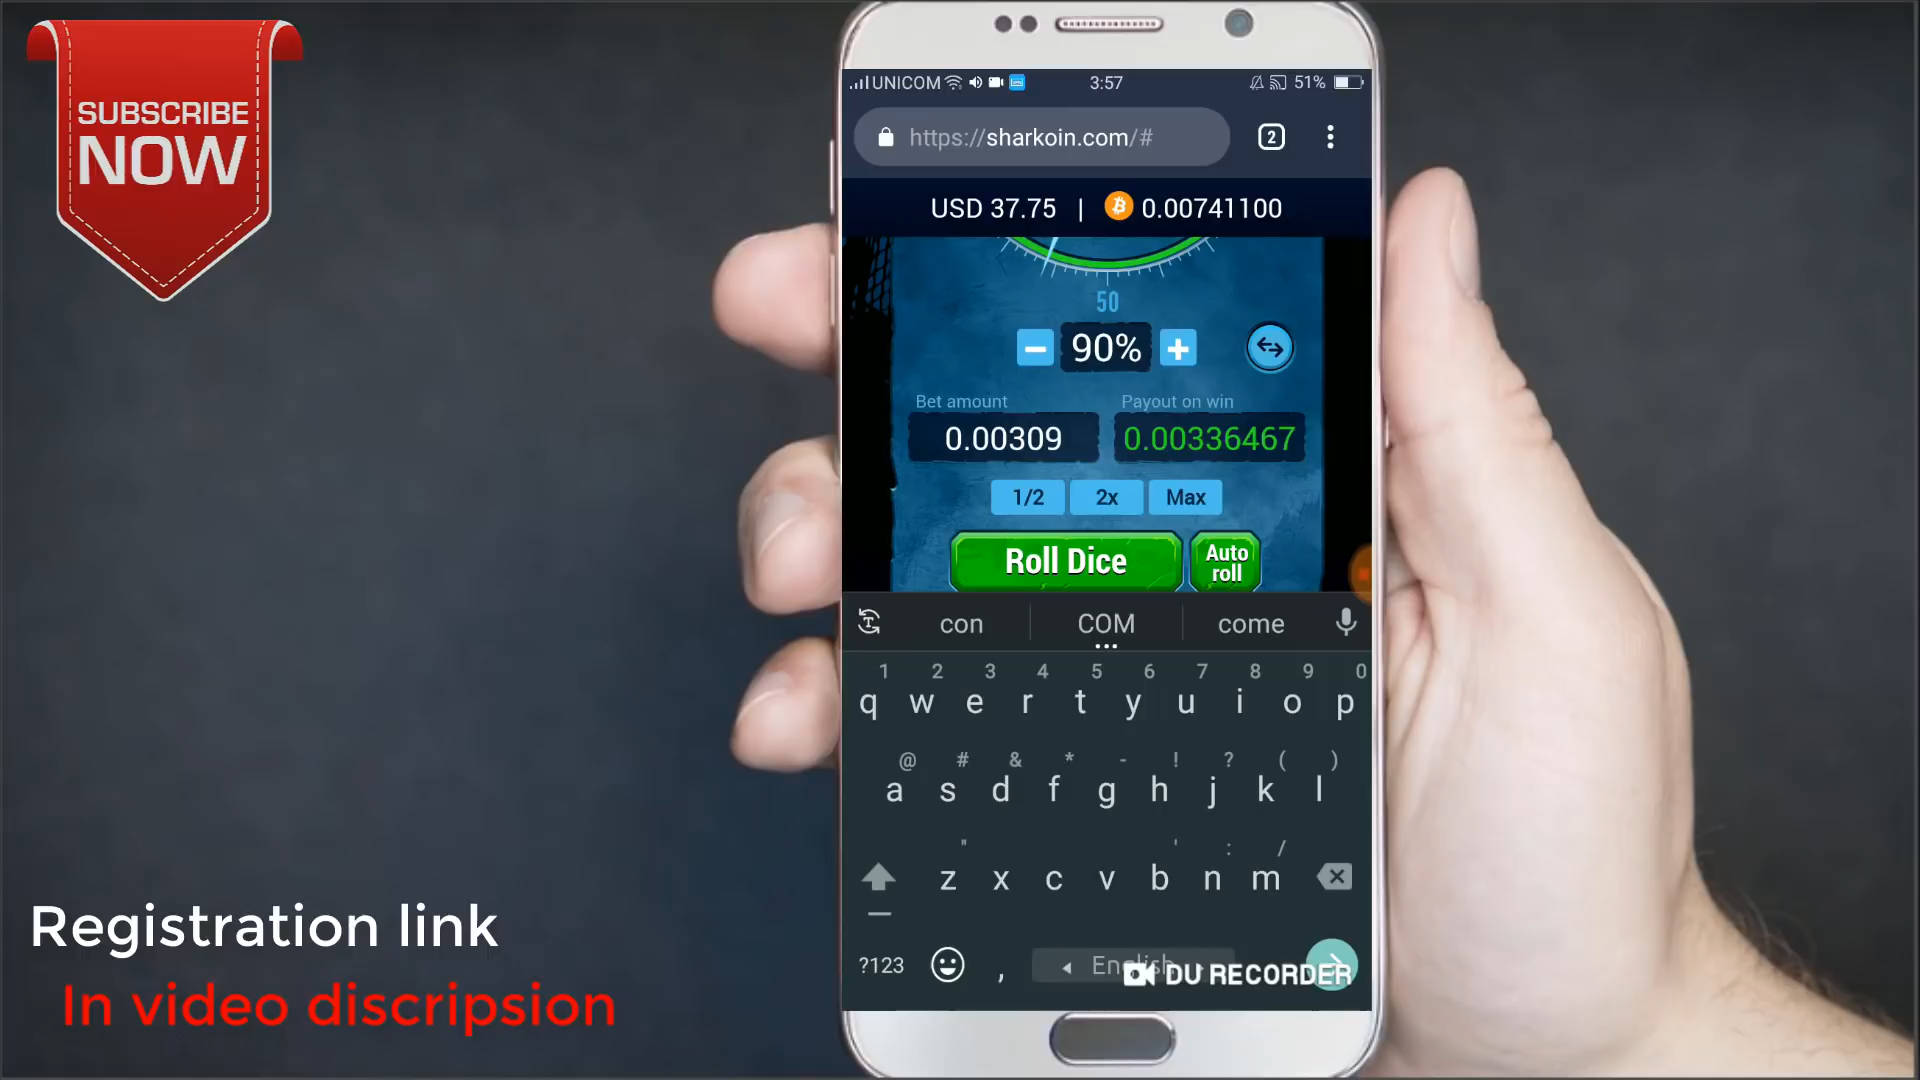 SUBSCRIBE
NOW
UNICOM 3:57 51%
https://sharkoin.com/# 2
USD 37.75 | 0.00741100
50
90%
Bet amount Payout on win
0.00309 0.00336467
1/2 2x Max
Roll Dice Auto roll
con COM come
1 2 3 4 5 6 7 8 9 0
q w e r t y u i o p
@ # & * - ! ? ( )
a s d f g h j k l
" ' : /
z x c v b n m
?123 , English
DU RECORDER
Registration link
In video discripsion